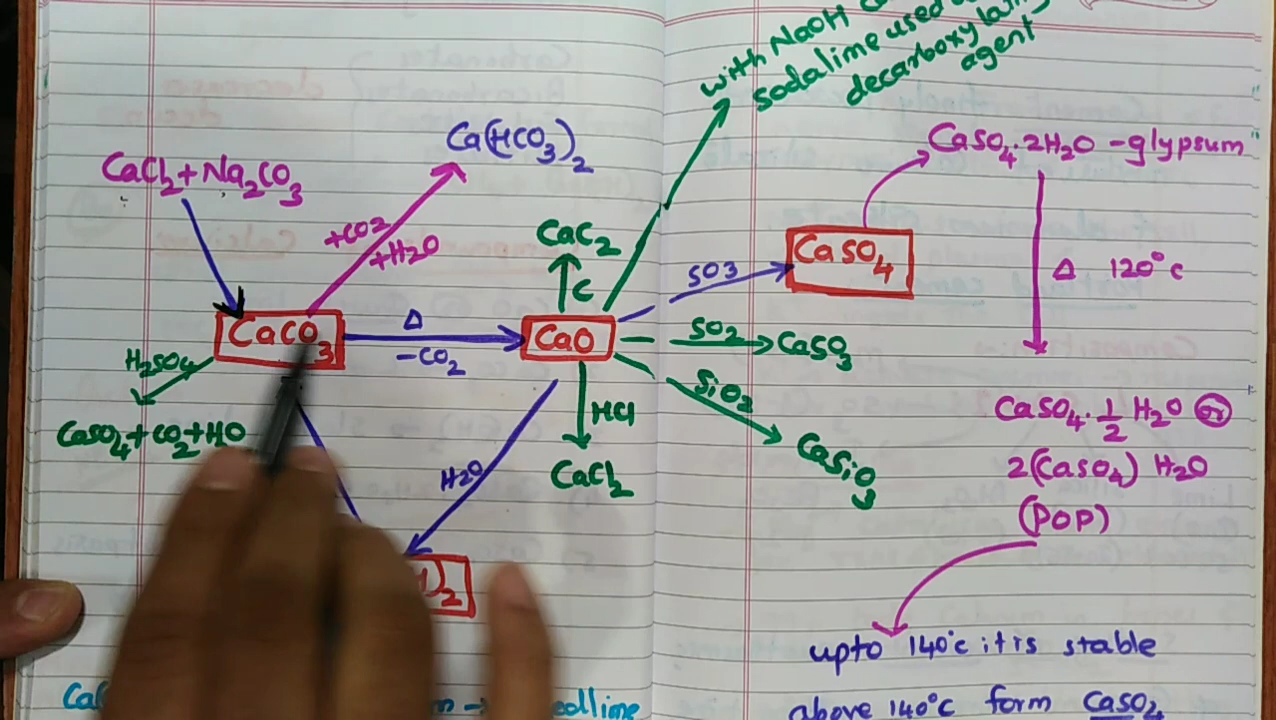 with NaOH
sodalime used
decarboxylating
agent
Ca(HCO3)2
CaCl2+Na2CO3
+CO2
+H2O
CaSO4.2H2O - glypsum
CaC2
C
SO3
CaSO4
Δ 120°C
CaCO3
Δ
-CO2
CaO
SO2
CaSO3
H2SO4
SiO2
CaSO4+CO2+H2O
HCl
CaSiO3
CaCl2
H2O
CaSO4.1/2 H2O or
2(CaSO4) H2O
(POP)
)2
upto 140°C it is stable
above 140°C form CaSO4